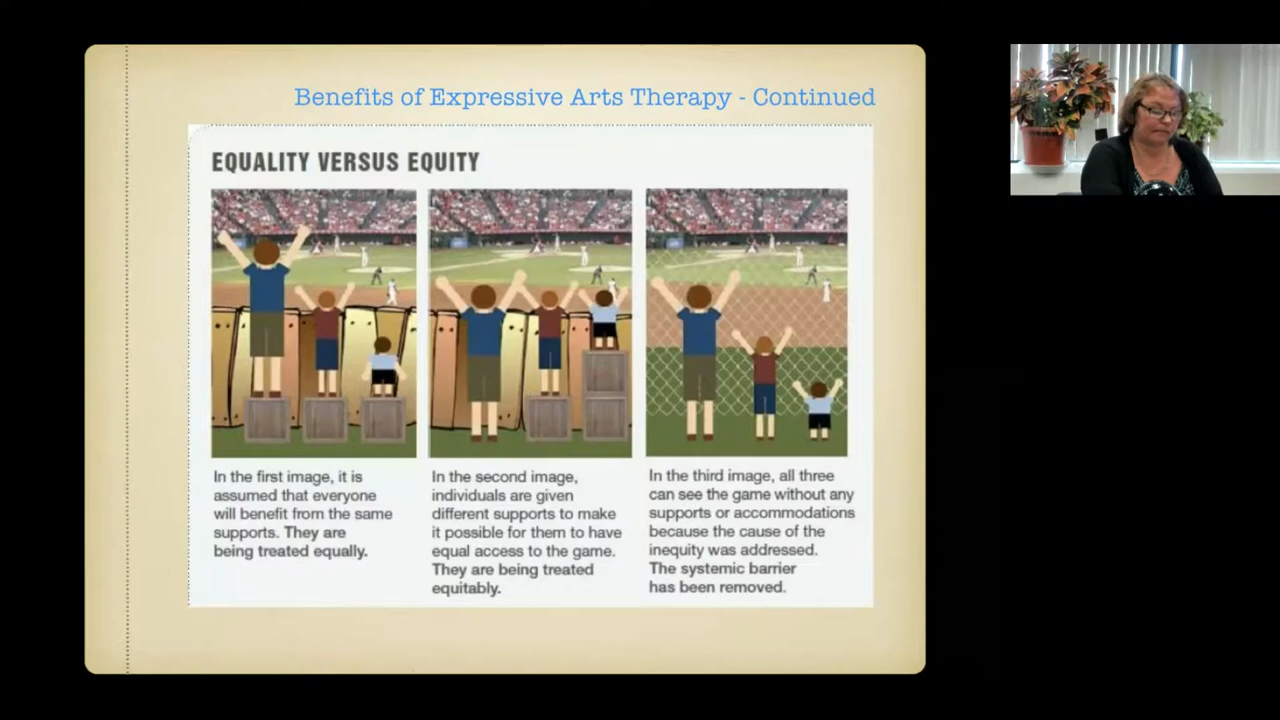 Benefits of Expressive Arts Therapy - Continued
EQUALITY VERSUS EQUITY
In the first image, it is
assumed that everyone
will benefit from the same
supports. They are
being treated equally.
In the second image,
individuals are given
different supports to make
it possible for them to have
equal access to the game.
They are being treated
equitably.
In the third image, all three
can see the game without any
supports or accommodations
because the cause of the
inequity was addressed.
The systemic barrier
has been removed.